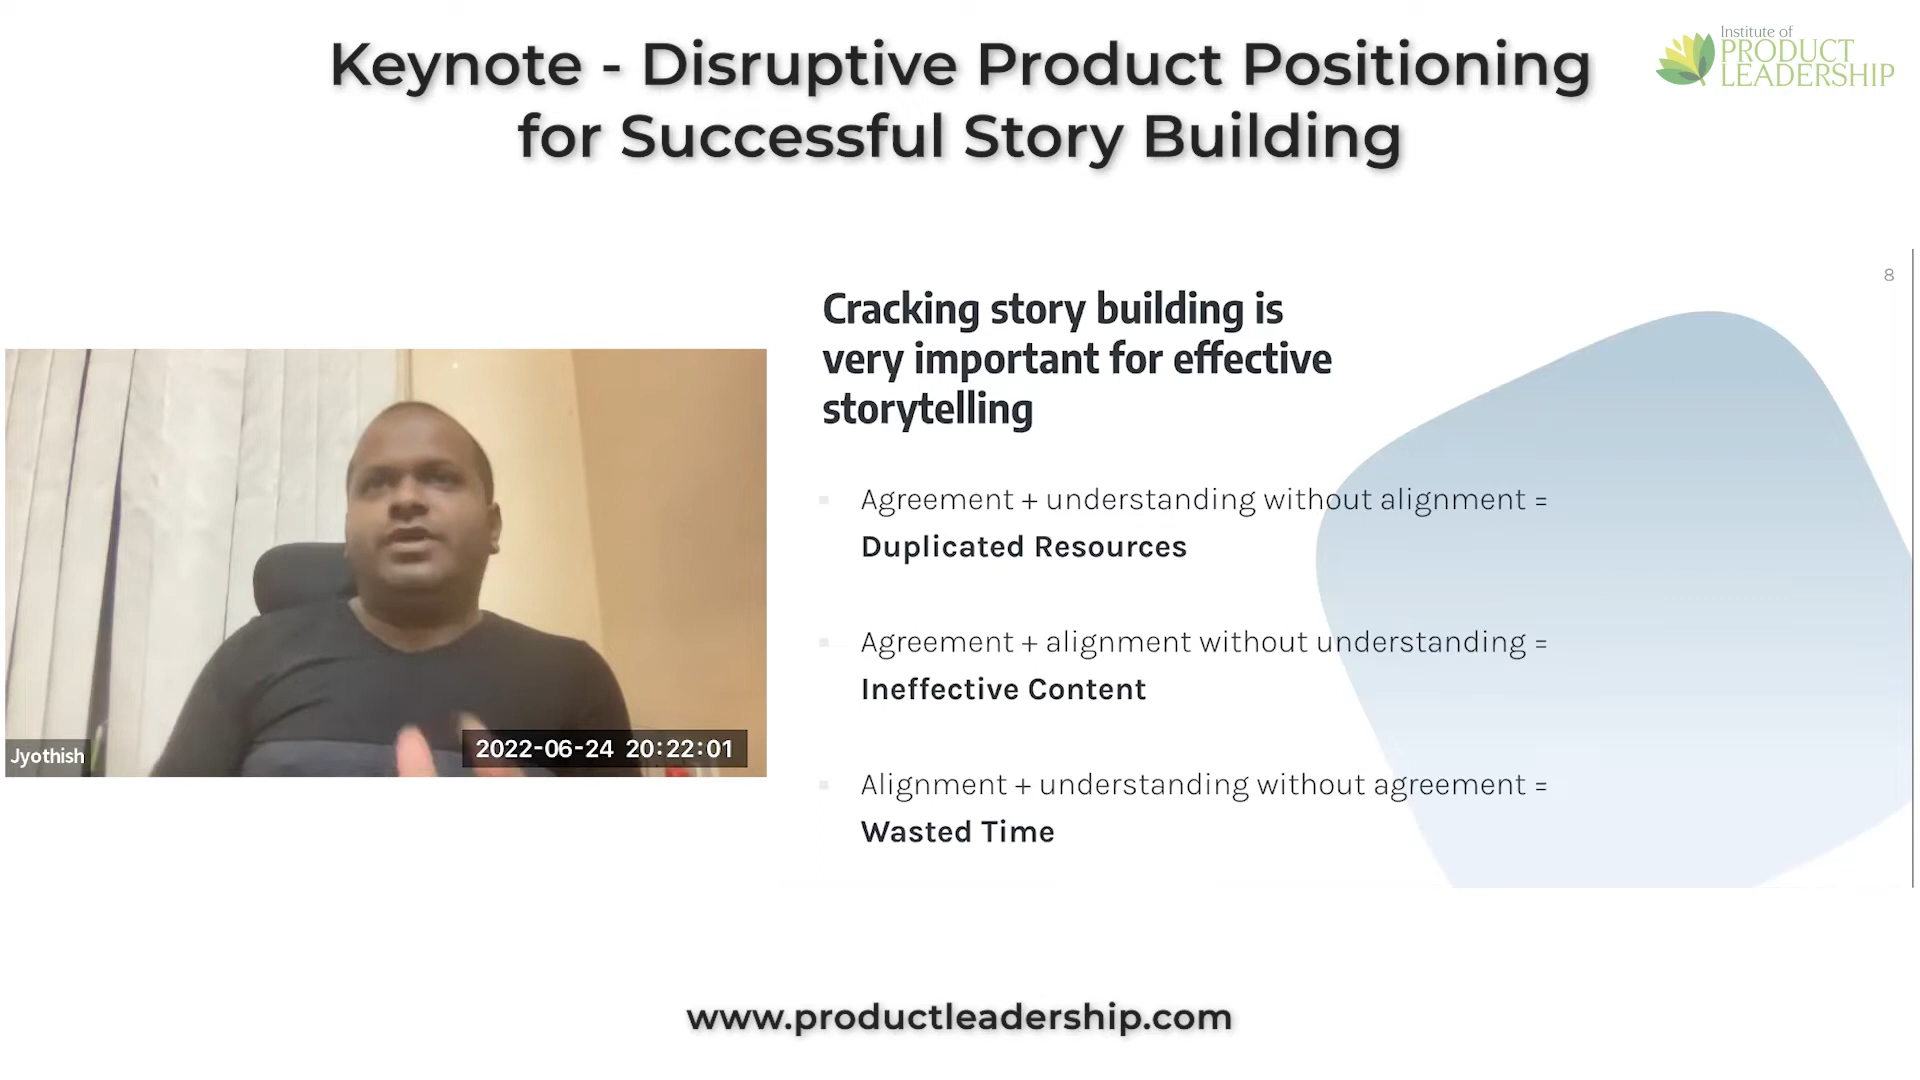 Keynote - Disruptive Product Positioning
for Successful Story Building
Institute of
PRODUCT
LEADERSHIP
8
Cracking story building is
very important for effective
storytelling
Agreement + understanding without alignment =
Duplicated Resources
Agreement + alignment without understanding =
Ineffective Content
Alignment + understanding without agreement =
Wasted Time
Jyothish
2022-06-24 20:22:01
www.productleadership.com